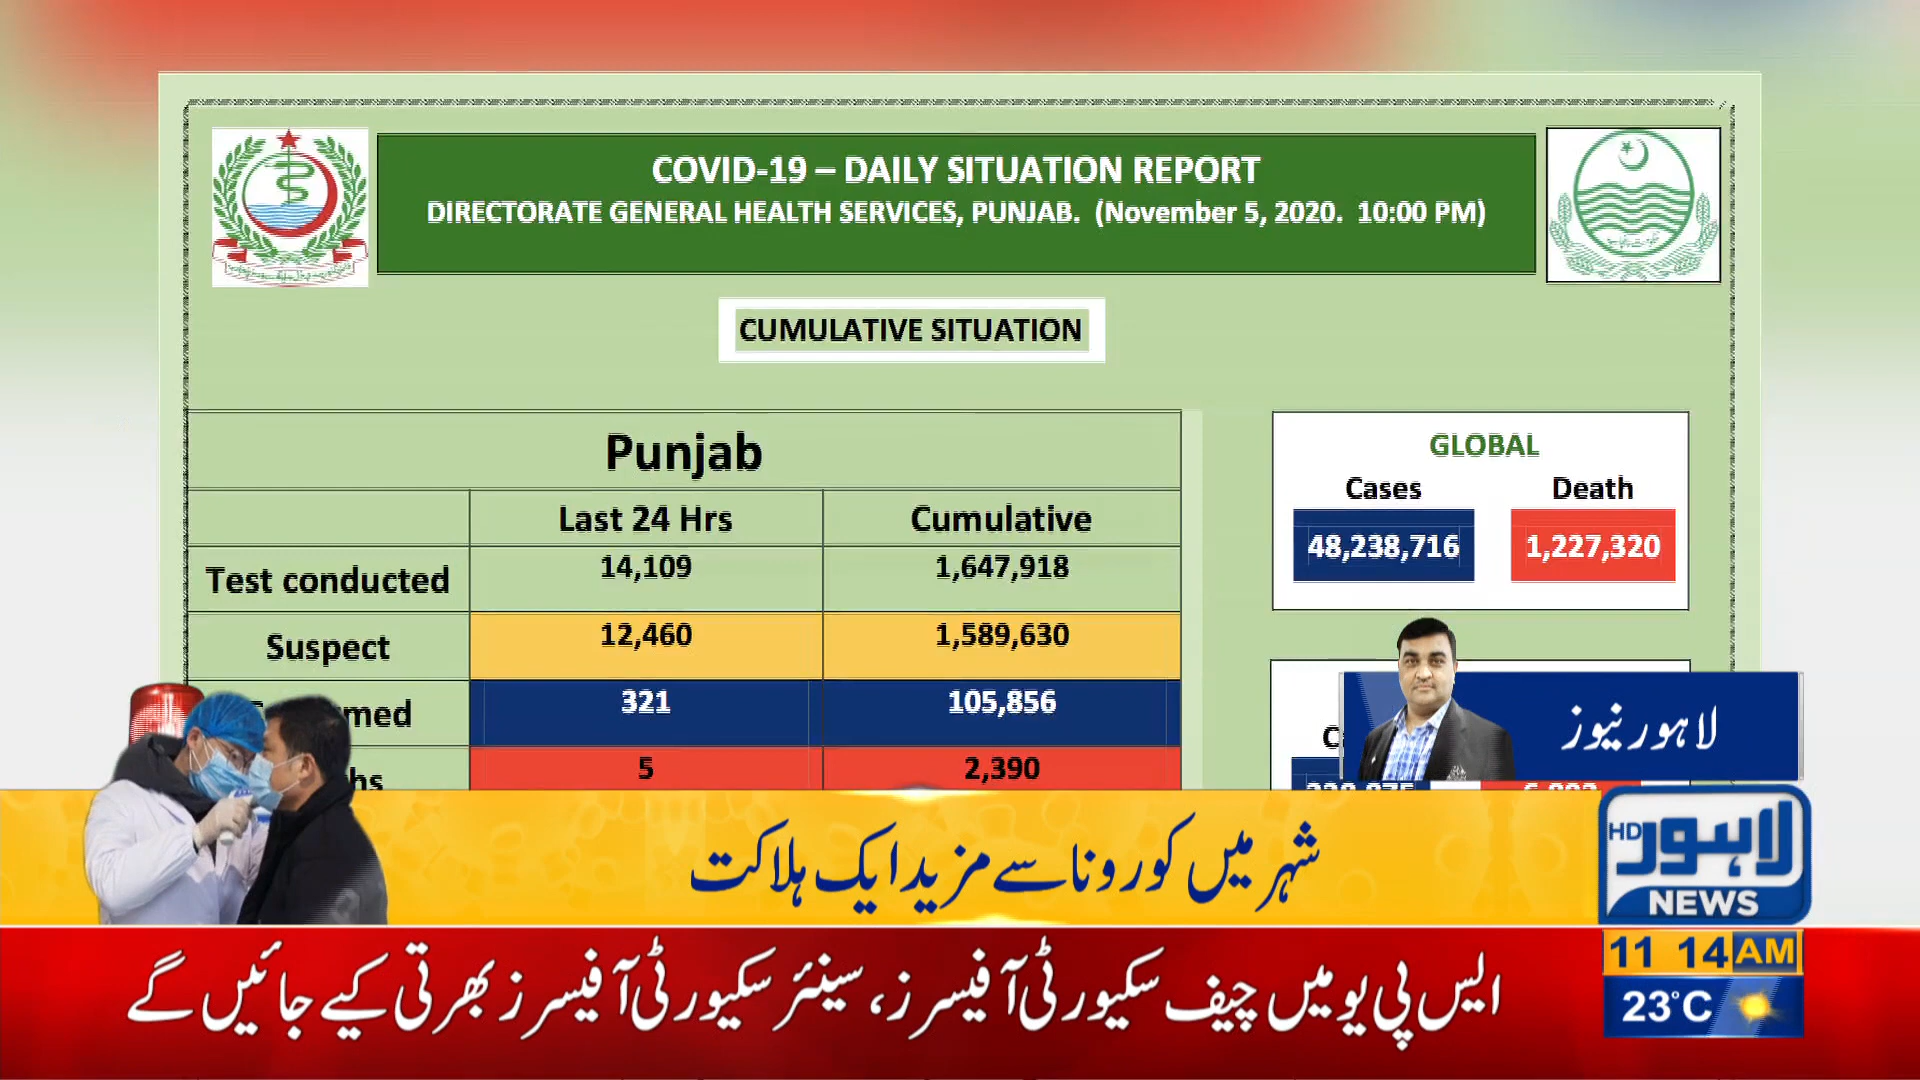 COVID-19 – DAILY SITUATION REPORT
DIRECTORATE GENERAL HEALTH SERVICES, PUNJAB. (November 5, 2020. 10:00 PM)
CUMULATIVE SITUATION
Punjab
Last 24 Hrs Cumulative
Test conducted 14,109 1,647,918
Suspect 12,460 1,589,630
321 105,856
5 2,390
GLOBAL
Cases Death
48,238,716 1,227,320
لاہور نیوز
شہر میں کورونا سے مزید ایک ہلاکت
HD لاہور
NEWS
ایس پی یو میں چیف سکیورٹی آفیسرز، سینئر سکیورٹی آفیسرز بھرتی کیے جائیں گے
11 14 AM
23°C